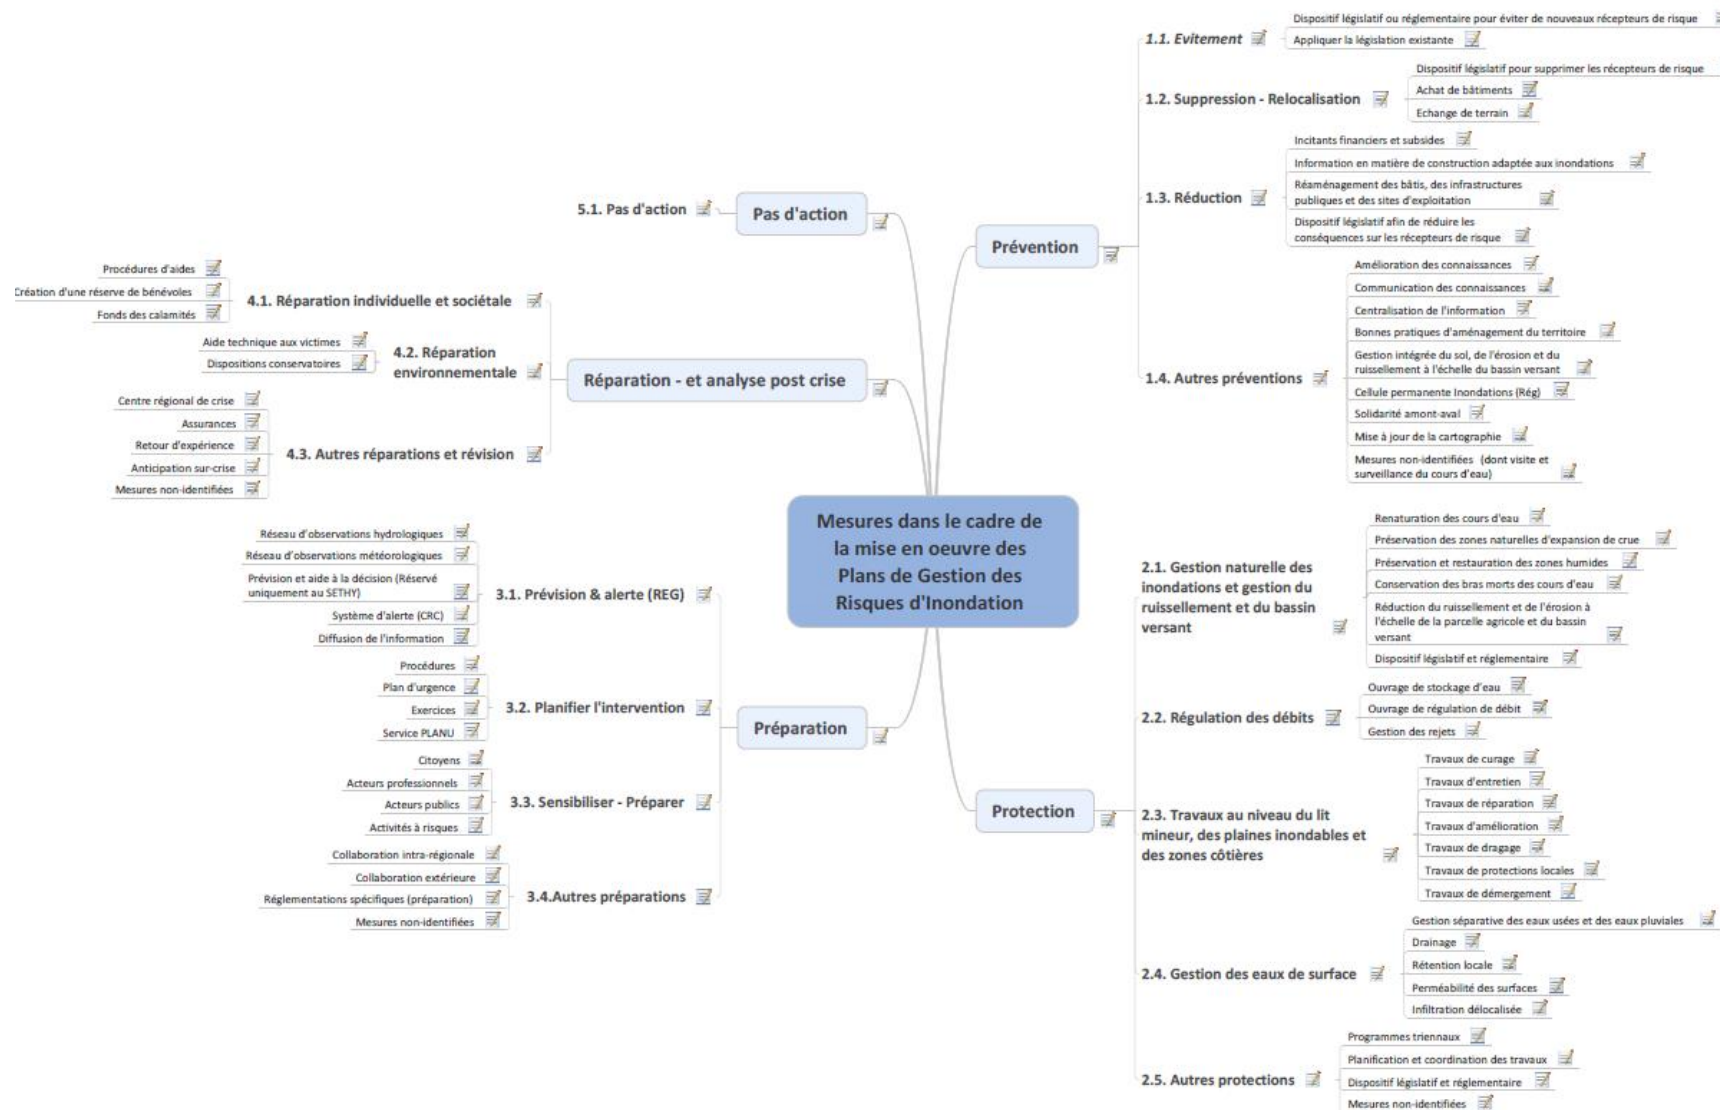 Mesures dans le cadre de
la mise en oeuvre des
Plans de Gestion des
Risques d'Inondation
Prévention
1.1. Evitement
Dispositif législatif ou réglementaire pour éviter de nouveaux récepteurs de risque
Appliquer la législation existante
1.2. Suppression - Relocalisation
Dispositif législatif pour supprimer les récepteurs de risque
Achat de bâtiments
Echange de terrain
1.3. Réduction
Incitants financiers et subsides
Information en matière de construction adaptée aux inondations
Réaménagement des bâtis, des infrastructures
publiques et des sites d'exploitation
Dispositif législatif afin de réduire les
conséquences sur les récepteurs de risque
1.4. Autres préventions
Amélioration des connaissances
Communication des connaissances
Centralisation de l'information
Bonnes pratiques d'aménagement du territoire
Gestion intégrée du sol, de l'érosion et du
ruissellement à l'échelle du bassin versant
Cellule permanente Inondations (Rég)
Solidarité amont-aval
Mise à jour de la cartographie
Mesures non-identifiées (dont visite et
surveillance du cours d'eau)
Protection
2.1. Gestion naturelle des
inondations et gestion du
ruissellement et du bassin
versant
Renaturation des cours d'eau
Préservation des zones naturelles d'expansion de crue
Préservation et restauration des zones humides
Conservation des bras morts des cours d'eau
Réduction du ruissellement et de l'érosion à
l'échelle de la parcelle agricole et du bassin
versant
Dispositif législatif et réglementaire
2.2. Régulation des débits
Ouvrage de stockage d'eau
Ouvrage de régulation de débit
Gestion des rejets
2.3. Travaux au niveau du lit
mineur, des plaines inondables et
des zones côtières
Travaux de curage
Travaux d'entretien
Travaux de réparation
Travaux d'amélioration
Travaux de dragage
Travaux de protections locales
Travaux de démergement
2.4. Gestion des eaux de surface
Gestion séparative des eaux usées et des eaux pluviales
Drainage
Rétention locale
Perméabilité des surfaces
Infiltration délocalisée
2.5. Autres protections
Programmes triennaux
Planification et coordination des travaux
Dispositif législatif et réglementaire
Mesures non-identifiées
Préparation
3.1. Prévision & alerte (REG)
Réseau d'observations hydrologiques
Réseau d'observations météorologiques
Prévision et aide à la décision (Réservé
uniquement au SETHY)
Système d'alerte (CRC)
Diffusion de l'information
3.2. Planifier l'intervention
Procédures
Plan d'urgence
Exercices
Service PLANU
3.3. Sensibiliser - Préparer
Citoyens
Acteurs professionnels
Acteurs publics
Activités à risques
3.4.Autres préparations
Collaboration intra-régionale
Collaboration extérieure
Réglementations spécifiques (préparation)
Mesures non-identifiées
Réparation - et analyse post crise
4.1. Réparation individuelle et sociétale
Procédures d'aides
Création d'une réserve de bénévoles
Fonds des calamités
4.2. Réparation
environnementale
Aide technique aux victimes
Dispositions conservatoires
4.3. Autres réparations et révision
Centre régional de crise
Assurances
Retour d'expérience
Anticipation sur-crise
Mesures non-identifiées
Pas d'action
5.1. Pas d'action